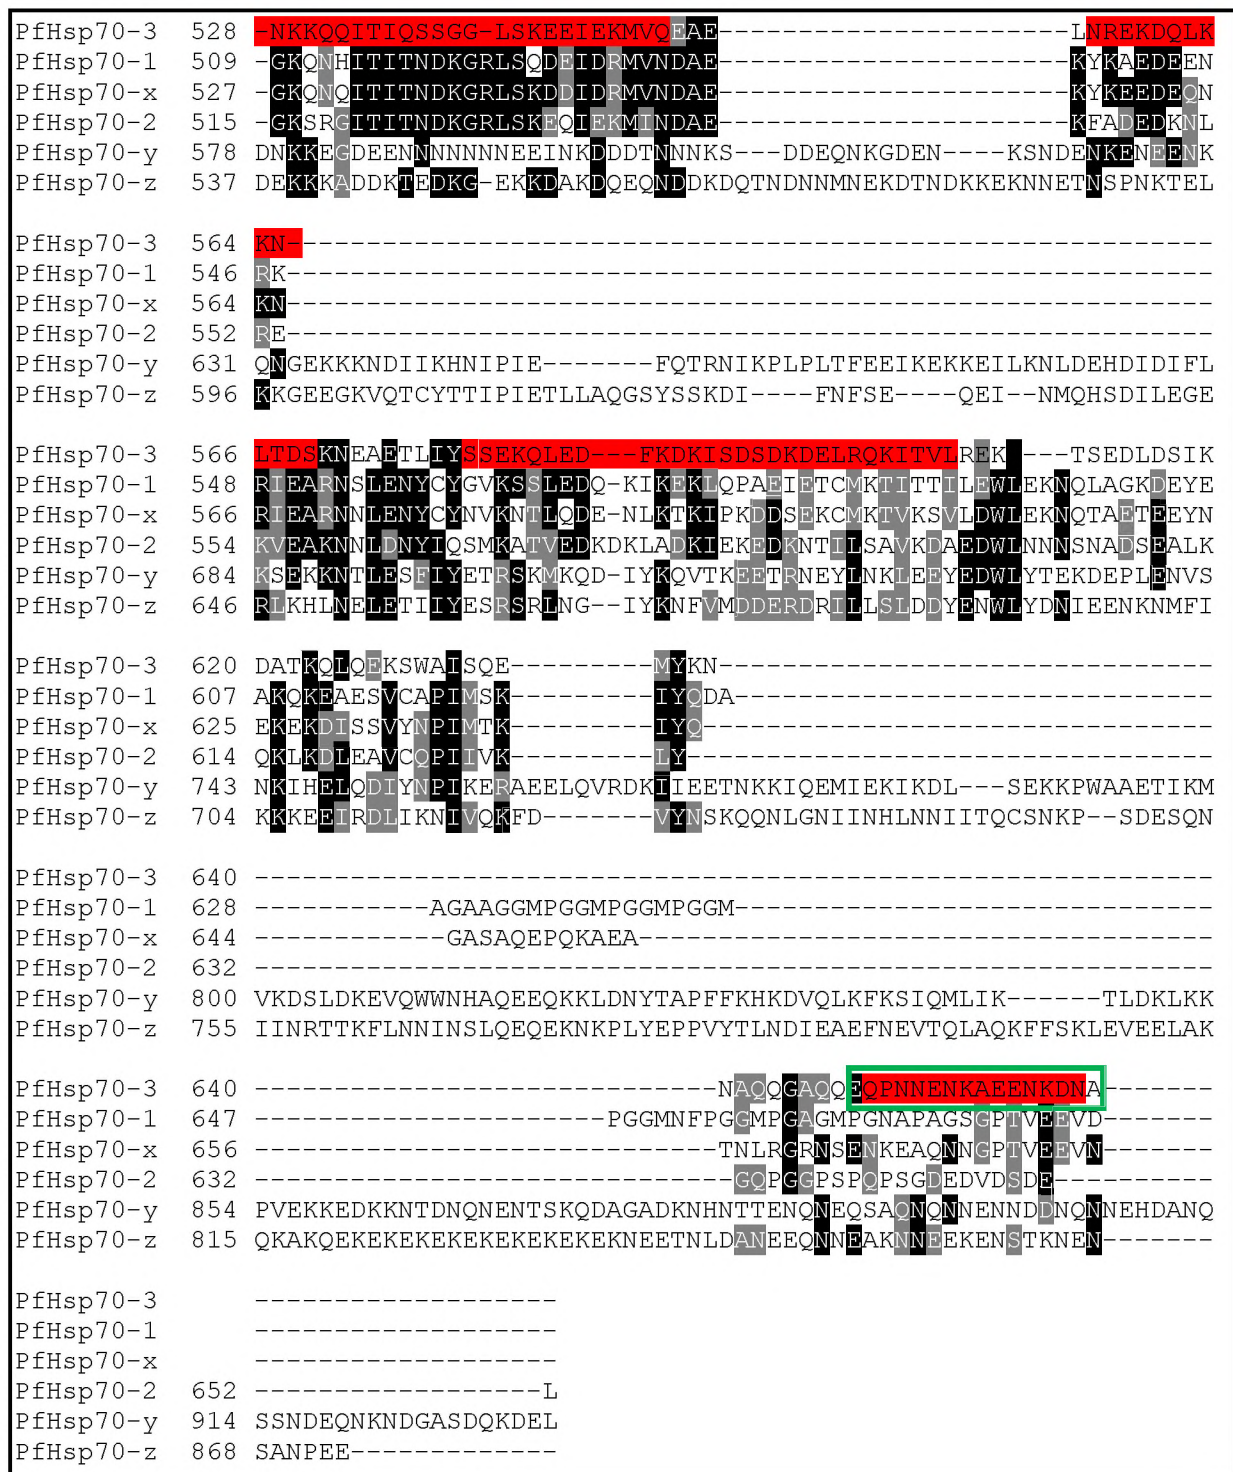 PfHsp70-3 528 -NKKQQITIQSSGG-LSKEEIEKMVQEAE----------------------LNREKDQLK
PfHsp70-1 509 -GKQNHITITNDKGRLSQDEIDRMVNDAE----------------------KYKAEDEEN
PfHsp70-x 527 -GKQNQITITNDKGRLSKDDIDRMVNDAE----------------------KYKEEDEQN
PfHsp70-2 515 -GKSRGITITNDKGRLSKEQIEKMINDAE----------------------KFADEDKNL
PfHsp70-y 578 DNKKEGDEENNNNNNNEEINKDDDTNNNKS---DDEQNKGDEN----KSNDENKENEENK
PfHsp70-z 537 DEKKKADDKTEDKG-EKKDAKDQEQNDDKDQTNDNNMNEKDTNDKKEKNNETNSPNKTEL
PfHsp70-3 564 KN----------------------------------------------------------
PfHsp70-1 546 RK----------------------------------------------------------
PfHsp70-x 564 KN----------------------------------------------------------
PfHsp70-2 552 RE----------------------------------------------------------
PfHsp70-y 631 QNGEKKKNDIIKHNIPIE-------FQTRNIKPLPLTFEEIKEKKEILKNLDEHDIDIFL
PfHsp70-z 596 KKGEEGKVQTCYTTIPIETLLAQGSYSSKDI----FNFSE----QEI--NMQHSDILEGE
PfHsp70-3 566 LTDSKNEAETLIYSSEKQLED---FKDKISDSDKDELRQKITVLREKL---TSEDLDSIK
PfHsp70-1 548 RIEARNSLENYCYGVKSSLEDQ-KIKEKLQPAEIETCMKTITTILEWLEKNQLAGKDEYE
PfHsp70-x 566 RIEARNNLENYCYNVKNTLQDE-NLKTKIPKDDSEKCMKTVKSVLDWLEKNQTAETEEYN
PfHsp70-2 554 KVEAKNNLDNYIQSMKATVEDKDKLADKIEKEDKNTILSAVKDAEDWLNNNSNADSEALK
PfHsp70-y 684 KSEKKNTLESFIYETRSKMKQD-IYKQVTKEETRNEYLNKLEEYEDWLYTEKDEPLENVS
PfHsp70-z 646 RLKHLNELETIIYESRSRLNG--IYKNFVMDDERDRILLSLDDYENWLYDNIEENKNMFI
PfHsp70-3 620 DATKQLQEKSWAISQE---------MYKN-------------------------------
PfHsp70-1 607 AKQKEAESVCAPIMSK---------IYQDA------------------------------
PfHsp70-x 625 EKEKDISSVYNPIMTK---------IYQ--------------------------------
PfHsp70-2 614 QKLKDLEAVCQPIIVK---------LY---------------------------------
PfHsp70-y 743 NKIHELQDIYNPIKERAEELQVRDKIIEETNKKIQEMIEKIKDL---SEKKPWAAETIKM
PfHsp70-z 704 KKKEEIRDLIKNIVQKFD-------VYNSKQQNLGNIINHLNNIITQCSNKP--SDESQN
PfHsp70-3 640 ------------------------------------------------------------
PfHsp70-1 628 -----------AGAAGGMPGGMPGGMPGGM------------------------------
PfHsp70-x 644 ------------GASAQEPQKAEA------------------------------------
PfHsp70-2 632 ------------------------------------------------------------
PfHsp70-y 800 VKDSLDKEVQWWNHAQEEQKKLDNYTAPFFKHKDVQLKFKSIQMLIK------TLDKLKK
PfHsp70-z 755 IINRTTKFLNNINSLQEQEKNKPLYEPPVYTLNDIEAEFNEVTQLAQKFFSKLEVEELAK
PfHsp70-3 640 -----------------------------NAQQGAQQEQPNNENKAEENKDNA-------
PfHsp70-1 647 ----------------------PGGMNFPGGMPGAGMPGNAPAGSGPTVEEVD-------
PfHsp70-x 656 -----------------------------TNLRGRNSENKEAQNNGPTVEEVN-------
PfHsp70-2 632 ------------------------------GQPGGPSPQPSGDEDVDSDE----------
PfHsp70-y 854 PVEKKEDKKNTDNQNENTSKQDAGADKNHNTTENQNEQSAQNQNNENNDDNQNNEHDANQ
PfHsp70-z 815 QKAKQEKEKEKEKEKEKEKEKEKEKNEETNLDANEEQNNEAKNNEEKENSTKNEN-------
PfHsp70-3 -------------------
PfHsp70-1 -------------------
PfHsp70-x -------------------
PfHsp70-2 652 ------------------L
PfHsp70-y 914 SSNDEQNKNDGASDQKDEL
PfHsp70-z 868 SANPEE-------------